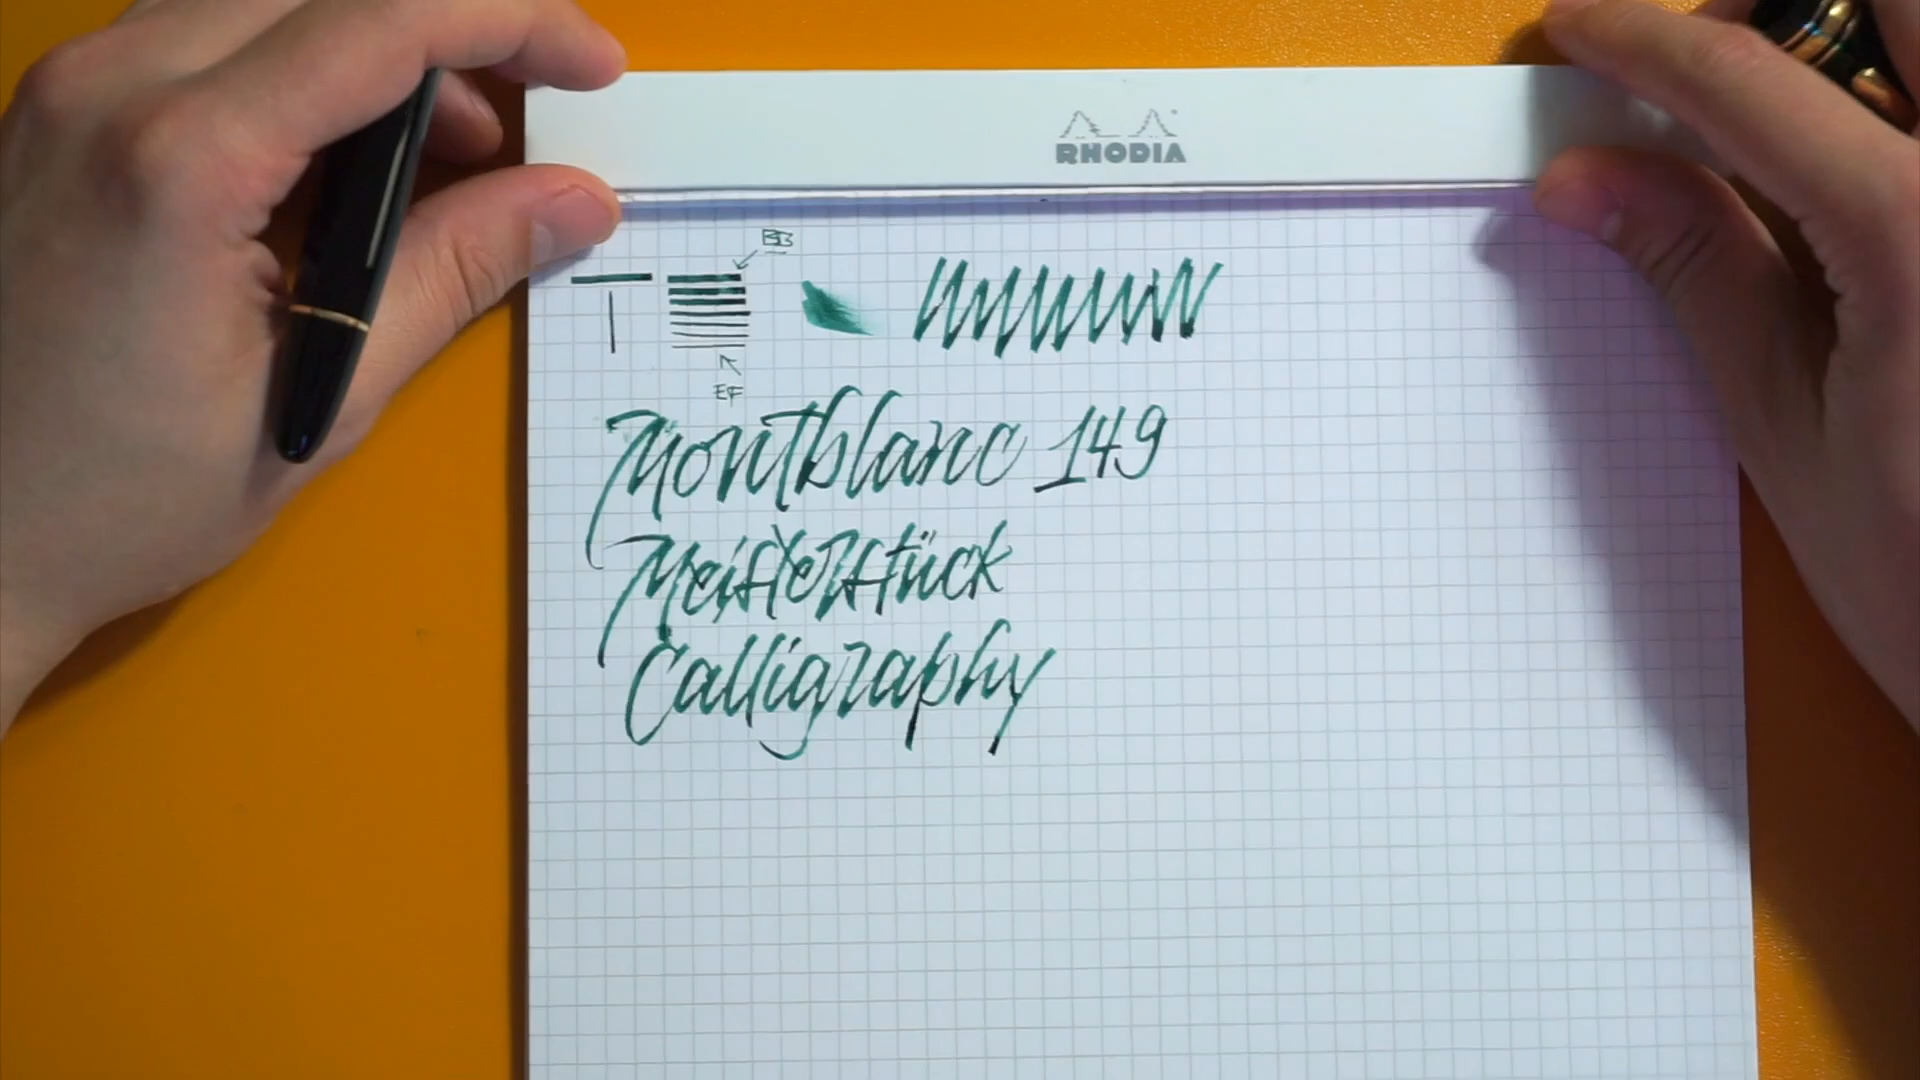 RHODIA
BB
EF
Montblanc 149
Meisterstück
Calligraphy